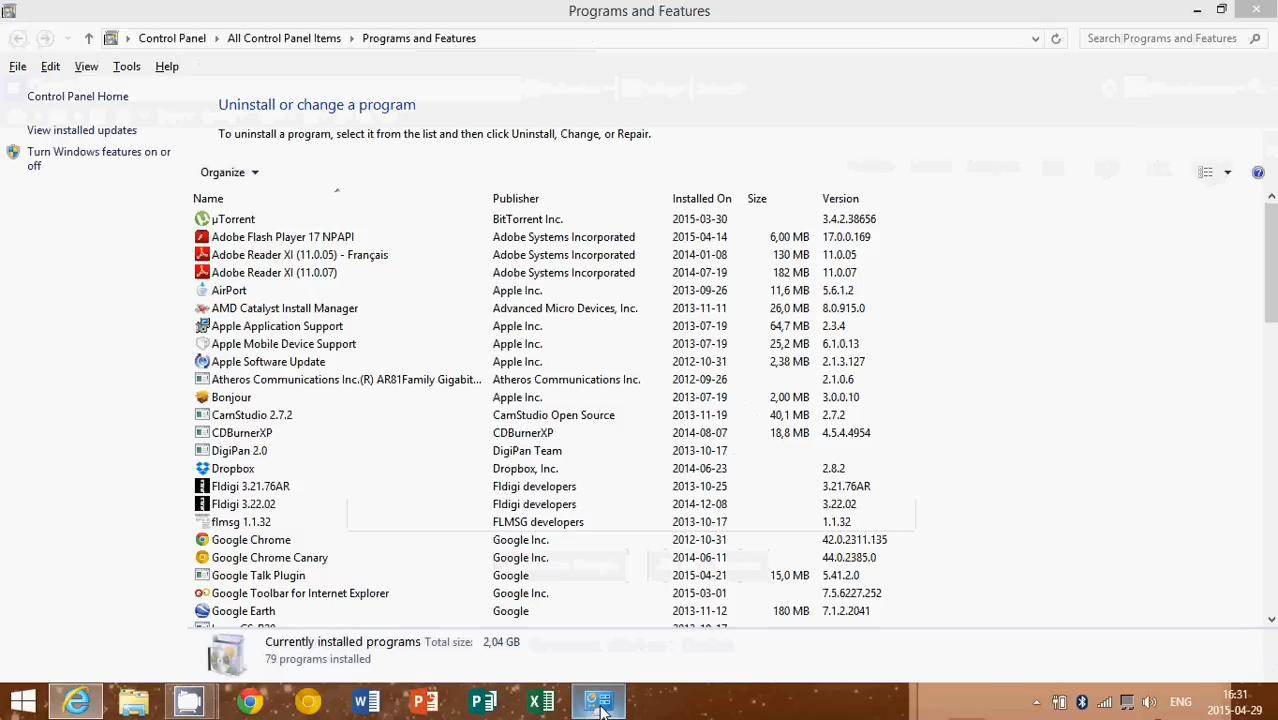 Programs and Features
Control Panel All Control Panel Items Programs and Features Search Programs and Features
File Edit View Tools Help
Control Panel Home
Uninstall or change a program
View installed updates
To uninstall a program, select it from the list and then click Uninstall, Change, or Repair.
Turn Windows features on or
off
Organize
Name Publisher Installed On Size Version
µTorrent BitTorrent Inc. 2015-03-30 3.4.2.38656
Adobe Flash Player 17 NPAPI Adobe Systems Incorporated 2015-04-14 6,00 MB 17.0.0.169
Adobe Reader XI (11.0.05) - Français Adobe Systems Incorporated 2014-01-08 130 MB 11.0.05
Adobe Reader XI (11.0.07) Adobe Systems Incorporated 2014-07-19 182 MB 11.0.07
AirPort Apple Inc. 2013-09-26 11,6 MB 5.6.1.2
AMD Catalyst Install Manager Advanced Micro Devices, Inc. 2013-11-11 26,0 MB 8.0.915.0
Apple Application Support Apple Inc. 2013-07-19 64,7 MB 2.3.4
Apple Mobile Device Support Apple Inc. 2013-07-19 25,2 MB 6.1.0.13
Apple Software Update Apple Inc. 2012-10-31 2,38 MB 2.1.3.127
Atheros Communications Inc.(R) AR81Family Gigabit... Atheros Communications Inc. 2012-09-26 2.1.0.6
Bonjour Apple Inc. 2013-07-19 2,00 MB 3.0.0.10
CamStudio 2.7.2 CamStudio Open Source 2013-11-19 40,1 MB 2.7.2
CDBurnerXP CDBurnerXP 2014-08-07 18,8 MB 4.5.4.4954
DigiPan 2.0 DigiPan Team 2013-10-17
Dropbox Dropbox, Inc. 2014-06-23 2.8.2
Fldigi 3.21.76AR Fldigi developers 2013-10-25 3.21.76AR
Fldigi 3.22.02 Fldigi developers 2014-12-08 3.22.02
flmsg 1.1.32 FLMSG developers 2013-10-17 1.1.32
Google Chrome Google Inc. 2012-10-31 42.0.2311.135
Google Chrome Canary Google Inc. 2014-06-11 44.0.2385.0
Google Talk Plugin Google 2015-04-21 15,0 MB 5.41.2.0
Google Toolbar for Internet Explorer Google Inc. 2015-03-01 7.5.6227.252
Google Earth Google 2013-11-12 180 MB 7.1.2.2041
Currently installed programs Total size: 2,04 GB
79 programs installed
ENG
16:31
2015-04-29